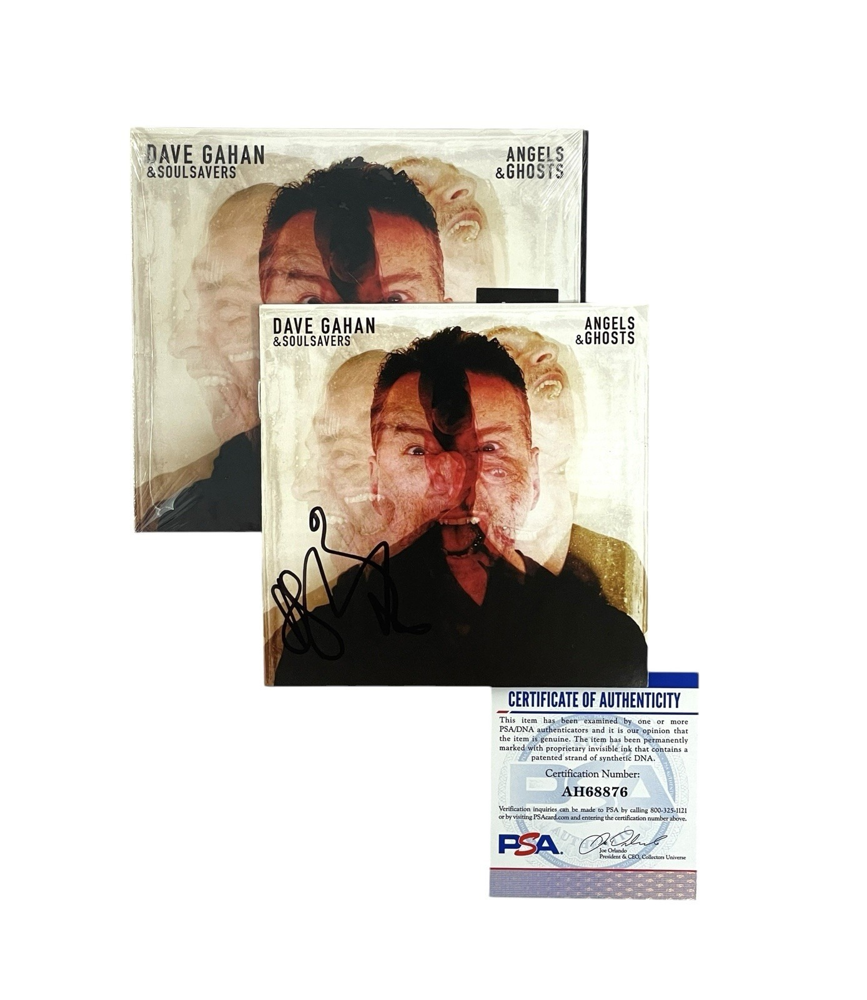 DAVE GAHAN
&SOULSAVERS
ANGELS
&GHOSTS
DAVE GAHAN
&SOULSAVERS
ANGELS
&GHOSTS
CERTIFICATE OF AUTHENTICITY
This item has been examined by one or more
PSA/DNA authenticators and it is our opinion that
the item is genuine. The item has been permanently
marked with proprietary invisible ink that contains a
patented strand of synthetic DNA.
Certification Number:
AH68876
Verification inquiries can be made to PSA by calling 800-325-1121
or by visiting PSAcard.com and entering the certification number above.
PSA
AUTHENTIC
PSA.
Joe Orlando
President & CEO, Collectors Universe